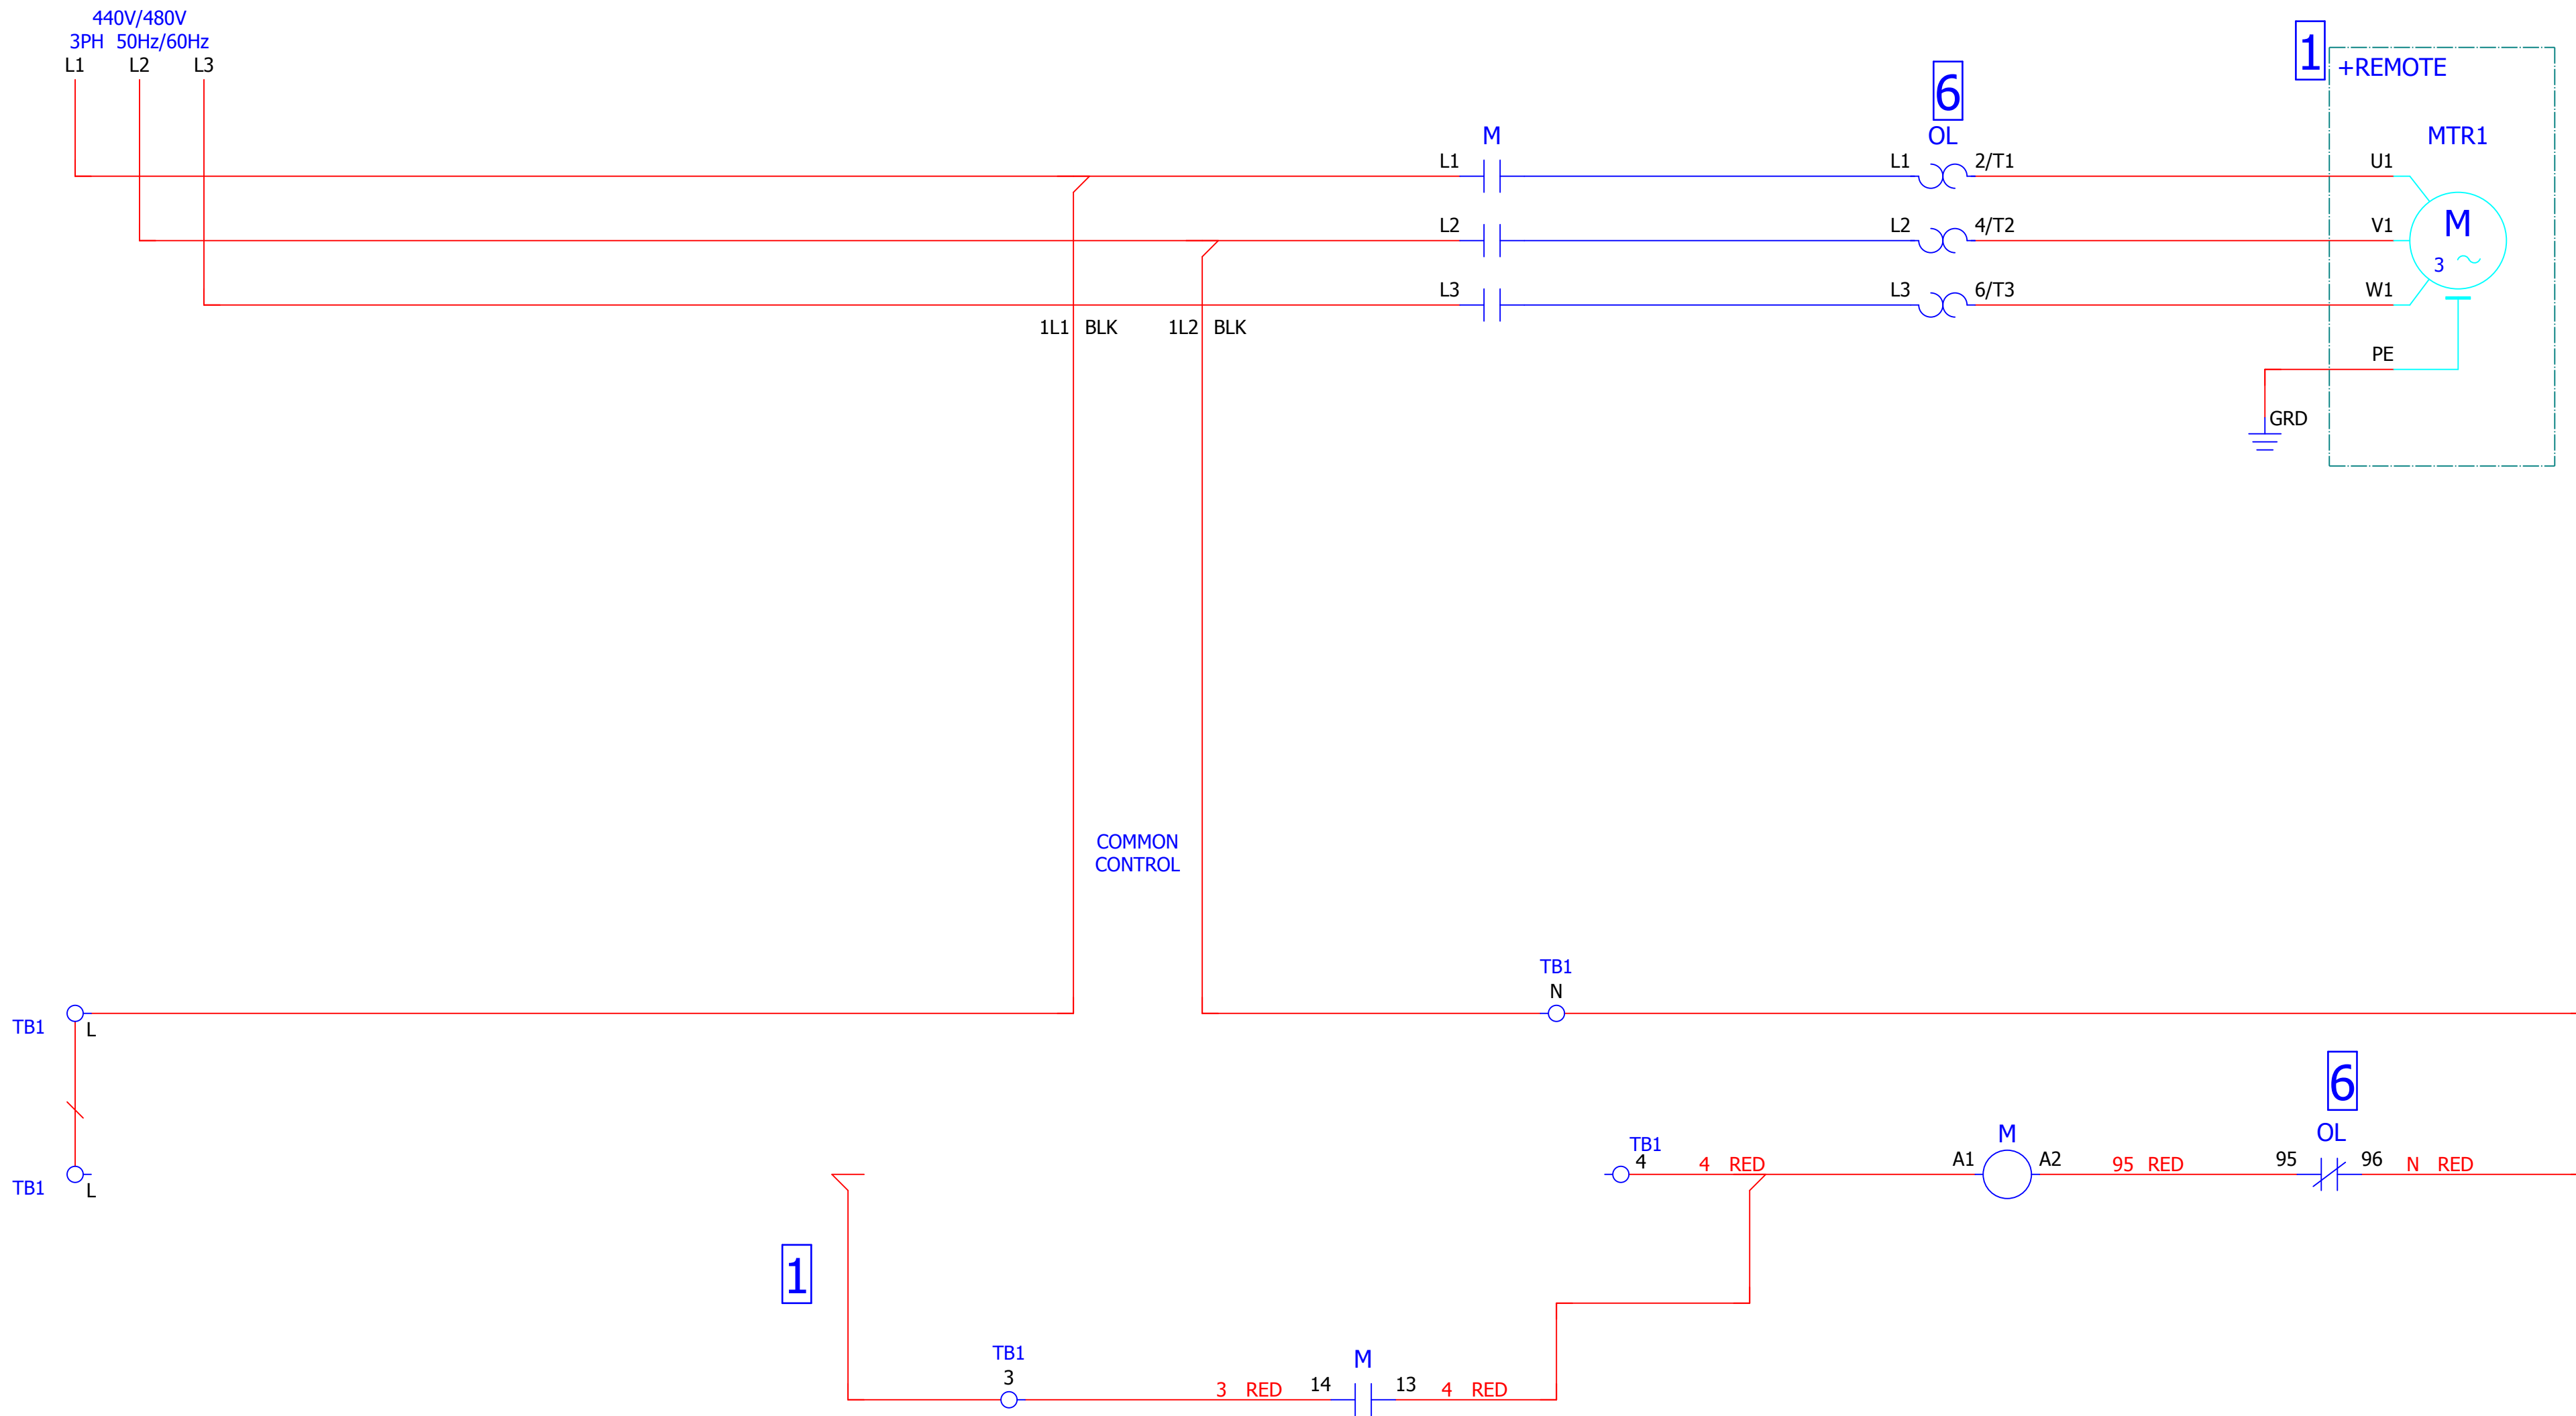 440V/480V
3PH 50Hz/60Hz
L1 L2 L3
1
+REMOTE
6
M
OL
MTR1
L1
L1
2/T1
U1
L2
L2
4/T2
V1
M
3
L3
L3
6/T3
W1
1L1 BLK
1L2 BLK
PE
GRD
COMMON
CONTROL
TB1
N
TB1
L
6
TB1
4
4 RED
M
A1
A2
95 RED
OL
95
96
N RED
TB1
L
1
TB1
3
3 RED
M
14
13
4 RED